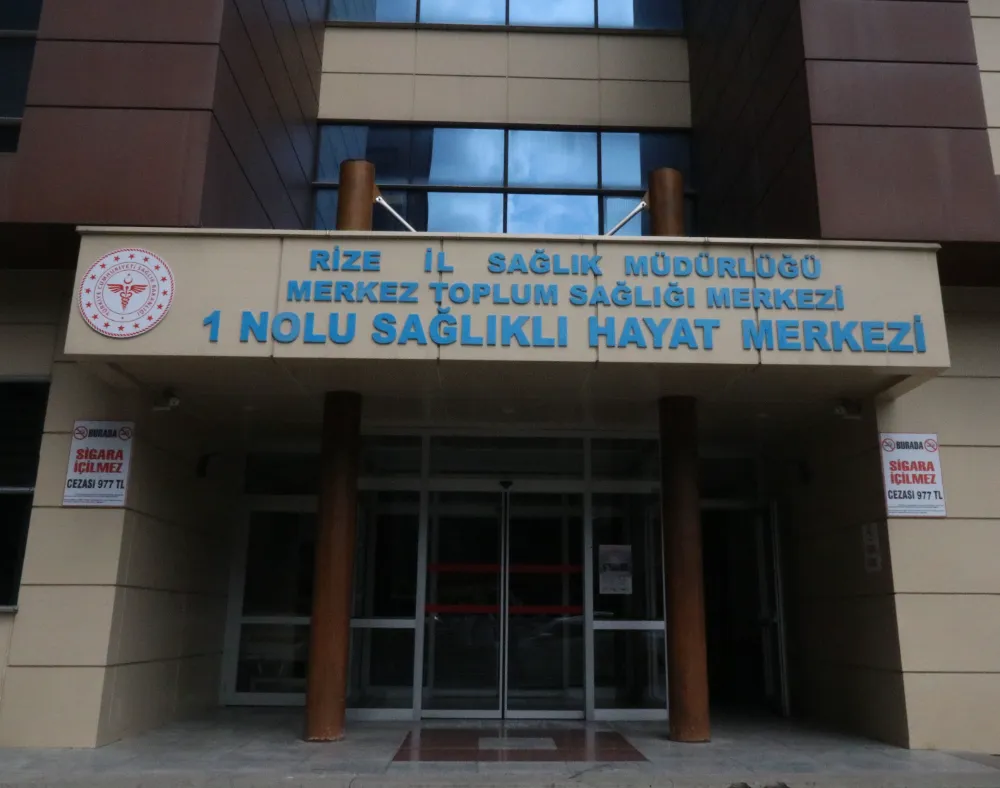 RİZE İL SAĞLIK MÜDÜRLÜĞÜ
MERKEZ TOPLUM SAĞLIĞI MERKEZİ
1 NOLU SAĞLIKLI HAYAT MERKEZİ
BURADA
SİGARA
İÇİLMEZ
CEZASI 977 TL
BURADA
SİGARA
İÇİLMEZ
CEZASI 977 TL